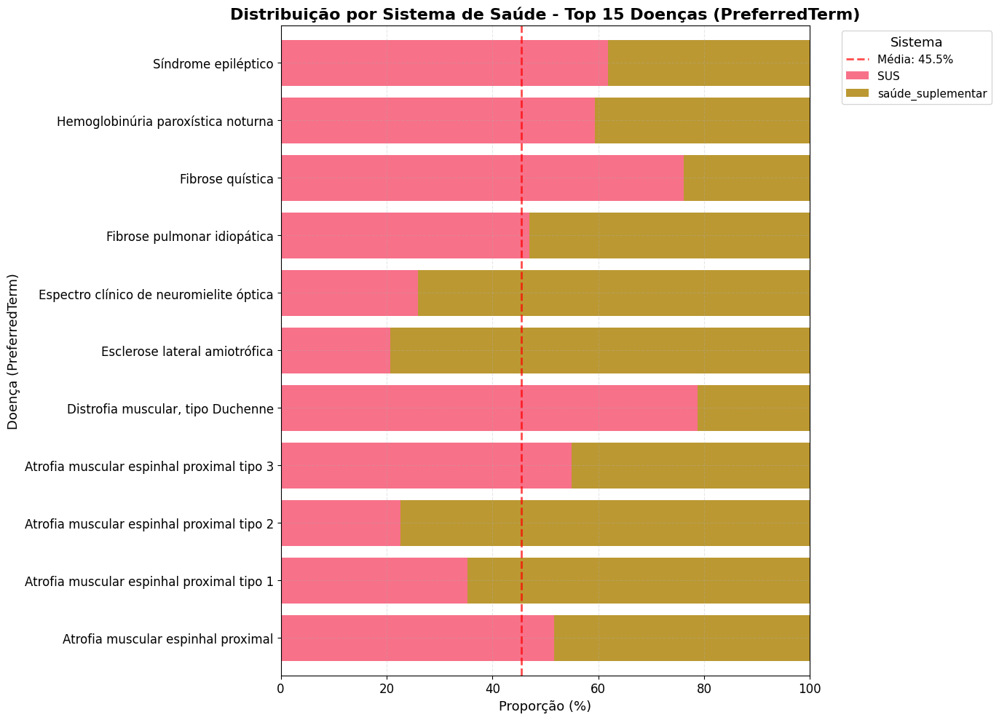 Distribuição por Sistema de Saúde - Top 15 Doenças (PreferredTerm)
Sistema
Média: 45.5%
SUS
saúde_suplementar
Doença (PreferredTerm)
Síndrome epiléptico
Hemoglobinúria paroxística noturna
Fibrose quística
Fibrose pulmonar idiopática
Espectro clínico de neuromielite óptica
Esclerose lateral amiotrófica
Distrofia muscular, tipo Duchenne
Atrofia muscular espinhal proximal tipo 3
Atrofia muscular espinhal proximal tipo 2
Atrofia muscular espinhal proximal tipo 1
Atrofia muscular espinhal proximal
0 20 40 60 80 100
Proporção (%)